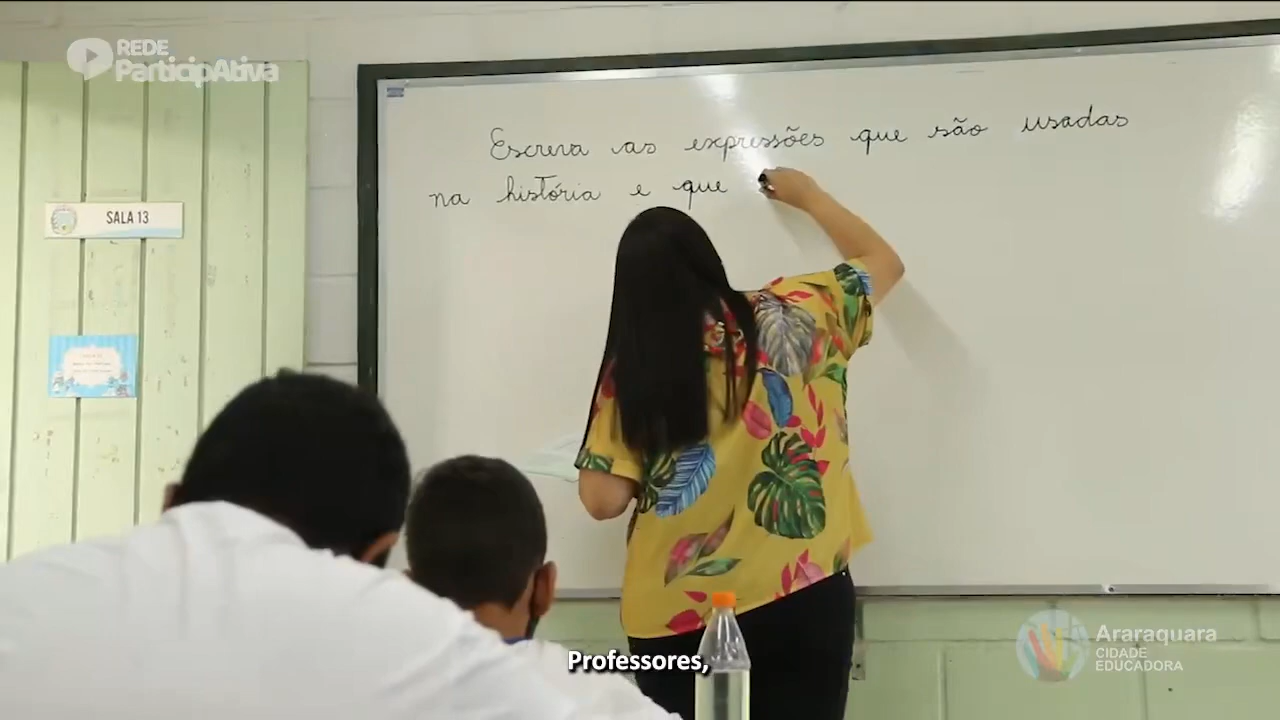 REDE
ParticipAtiva
Escreva as expressões que são usadas
na história e que
SALA 13
Professores,
Araraquara
CIDADE
EDUCADORA